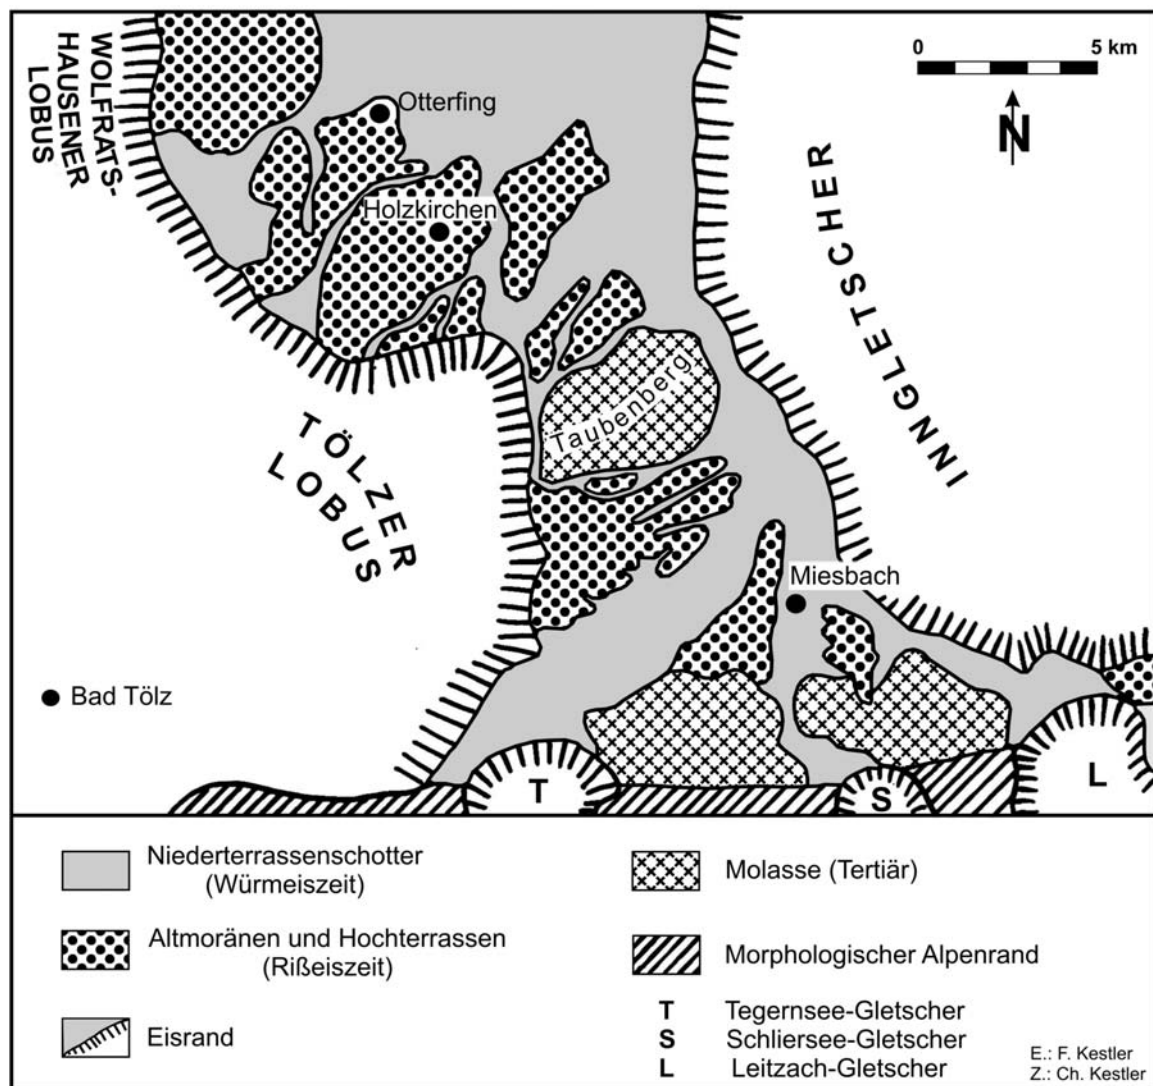 WOLFRATS-
HAUSENER
LOBUS
Otterfing
Holzkirchen
0 5 km
N
INNGLETSCHER
Taubenberg
TÖLZER
LOBUS
Miesbach
Bad Tölz
T
S
L
Niederterrassenschotter
(Würmeiszeit)
Altmoränen und Hochterrassen
(Rißeiszeit)
Eisrand
Molasse (Tertiär)
Morphologischer Alpenrand
T Tegernsee-Gletscher
S Schliersee-Gletscher
L Leitzach-Gletscher
E.: F. Kestler
Z.: Ch. Kestler